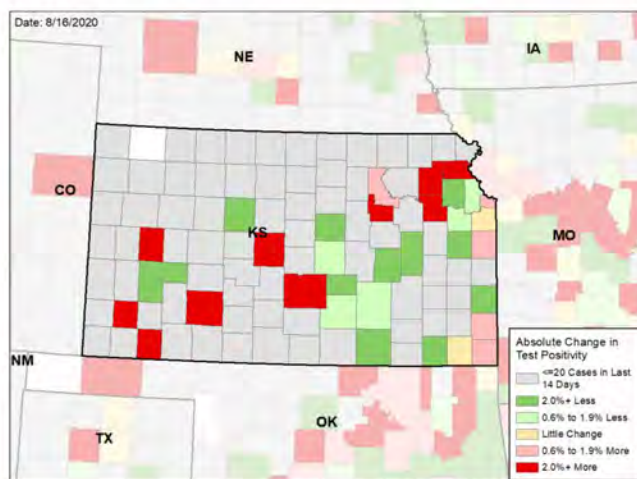 Date: 8/16/2020
NE
IA
CO
KS
MO
NM
TX
OK
Absolute Change in
Test Positivity
<=20 Cases in Last
14 Days
2.0%+ Less
0.6% to 1.9% Less
Little Change
0.6% to 1.9% More
2.0%+ More